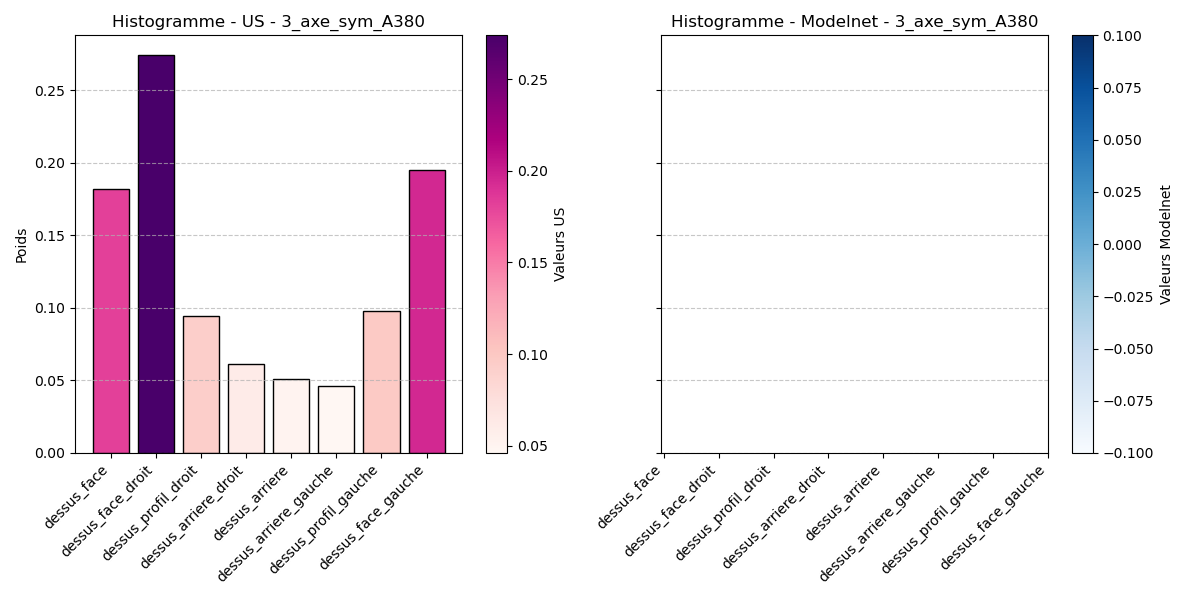 Histogramme - US - 3_axe_sym_A380
Poids
0.25
0.20
0.15
0.10
0.05
0.00
dessus_face
dessus_face_droit
dessus_profil_droit
dessus_arriere_droit
dessus_arriere
dessus_arriere_gauche
dessus_profil_gauche
dessus_face_gauche
0.25
0.20
0.15
0.10
0.05
Valeurs US
Histogramme - Modelnet - 3_axe_sym_A380
dessus_face
dessus_face_droit
dessus_profil_droit
dessus_arriere_droit
dessus_arriere
dessus_arriere_gauche
dessus_profil_gauche
dessus_face_gauche
0.100
0.075
0.050
0.025
0.000
−0.025
−0.050
−0.075
−0.100
Valeurs Modelnet